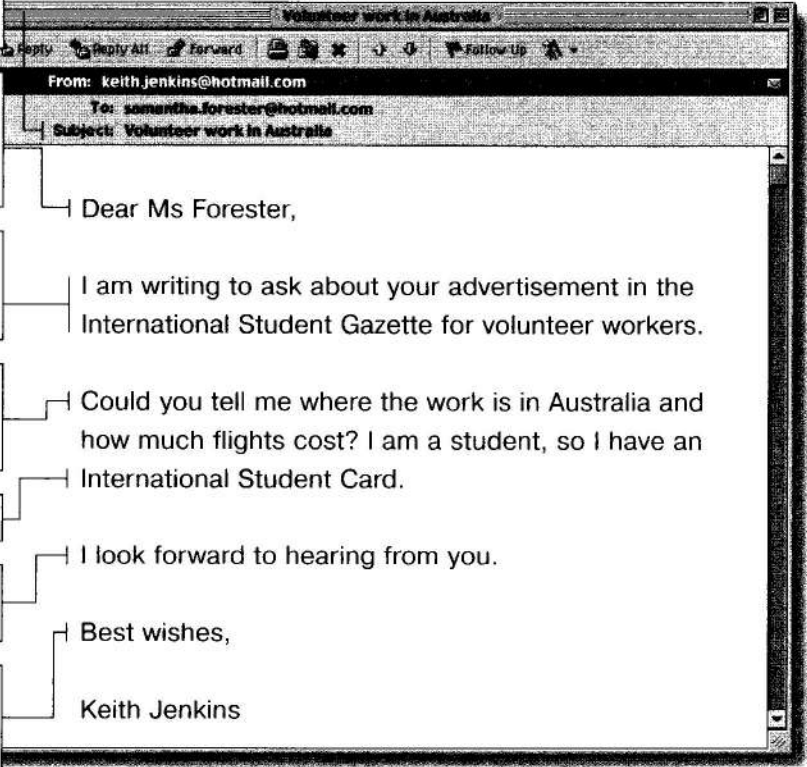 Volunteer work in Australia
Reply Reply All Forward Follow Up
From: keith.jenkins@hotmail.com
To: samantha.forester@hotmail.com
Subject: Volunteer work in Australia
Dear Ms Forester,
I am writing to ask about your advertisement in the
International Student Gazette for volunteer workers.
Could you tell me where the work is in Australia and
how much flights cost? I am a student, so I have an
International Student Card.
I look forward to hearing from you.
Best wishes,
Keith Jenkins